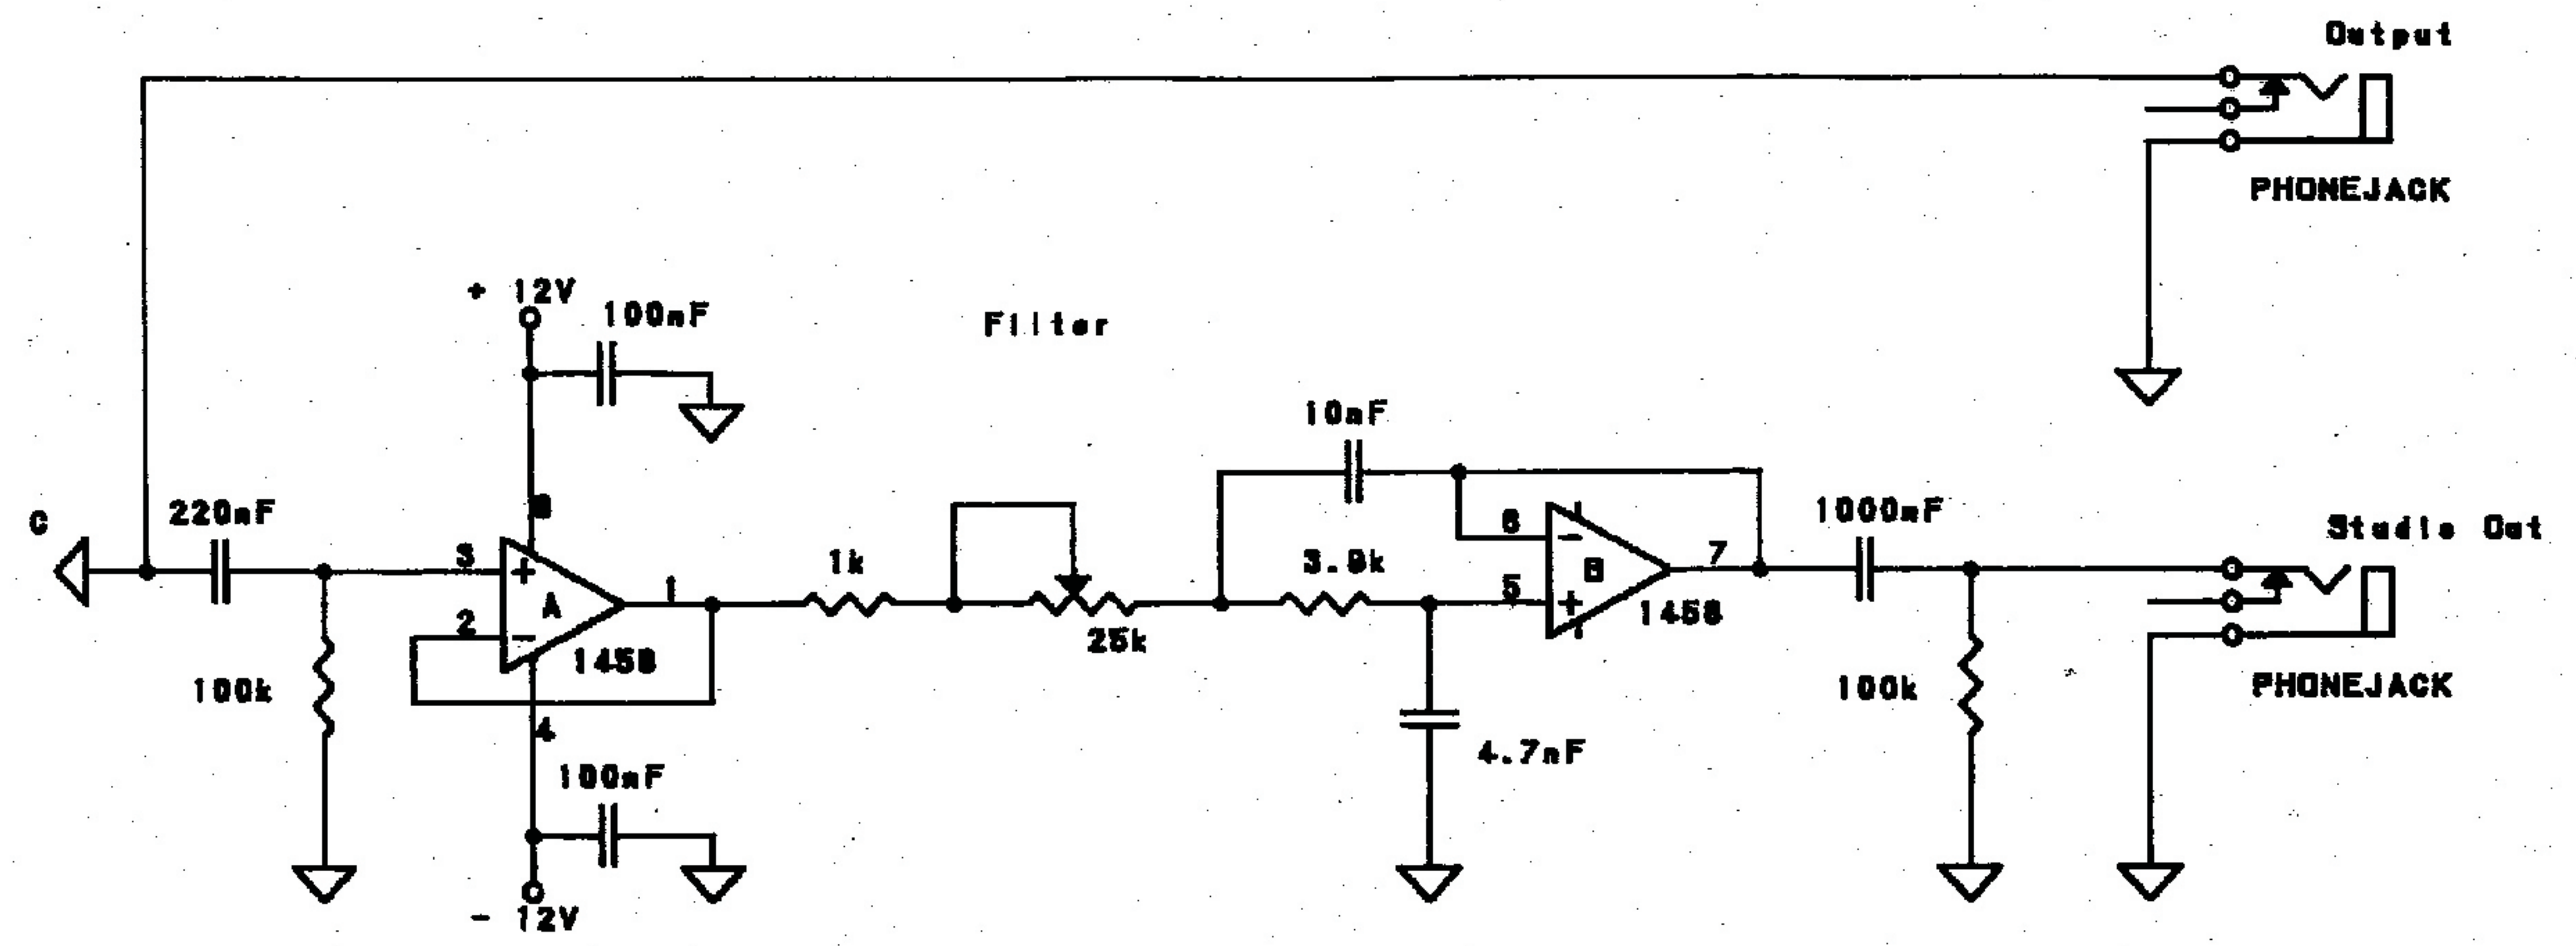 Output
PHONEJACK
+ 12V
100nF
Filter
10nF
C
220nF
8
3
+
A
2
-
1458
1
1k
25k
3.9k
6
-
5
+
B
7
1458
1000nF
Studio Out
PHONEJACK
100k
4
100nF
- 12V
4.7nF
100k